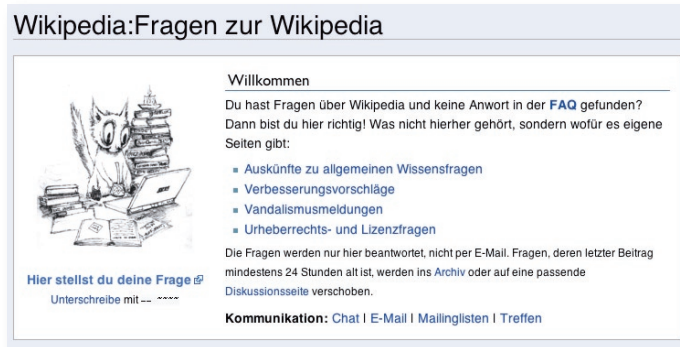 Wikipedia:Fragen zur Wikipedia
Willkommen
Du hast Fragen über Wikipedia und keine Anwort in der FAQ gefunden?
Dann bist du hier richtig! Was nicht hierher gehört, sondern wofür es eigene
Seiten gibt:
Auskünfte zu allgemeinen Wissensfragen
Verbesserungsvorschläge
Vandalismusmeldungen
Urheberrechts- und Lizenzfragen
Die Fragen werden nur hier beantwortet, nicht per E-Mail. Fragen, deren letzter Beitrag
mindestens 24 Stunden alt ist, werden ins Archiv oder auf eine passende
Diskussionsseite verschoben.
Kommunikation: Chat | E-Mail | Mailinglisten | Treffen
Hier stellst du deine Frage
Unterschreibe mit -- ~~~~